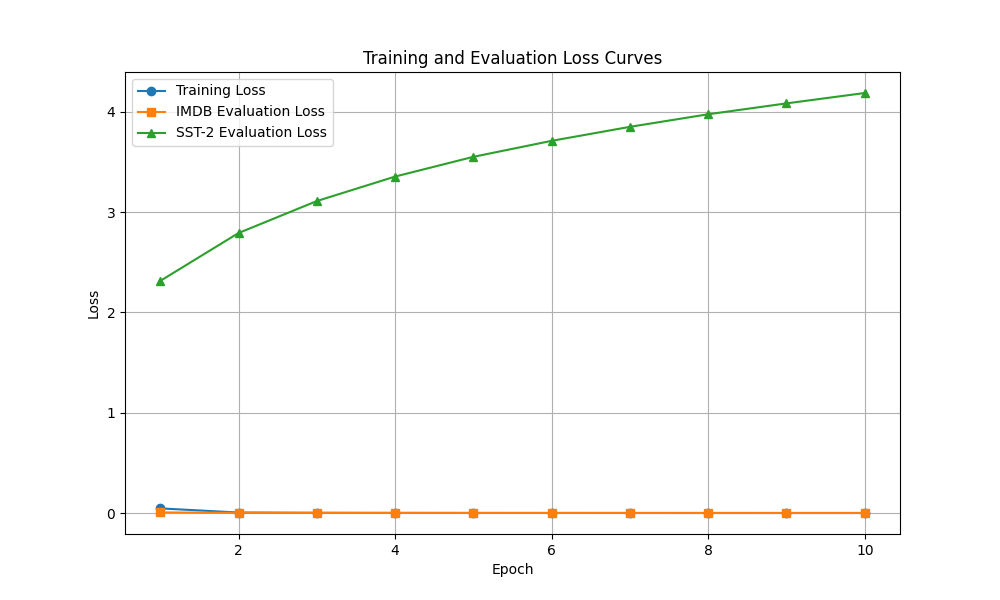 Training and Evaluation Loss Curves
Training Loss
IMDB Evaluation Loss
SST-2 Evaluation Loss
Loss
4
3
2
1
0
2 4 6 8 10
Epoch